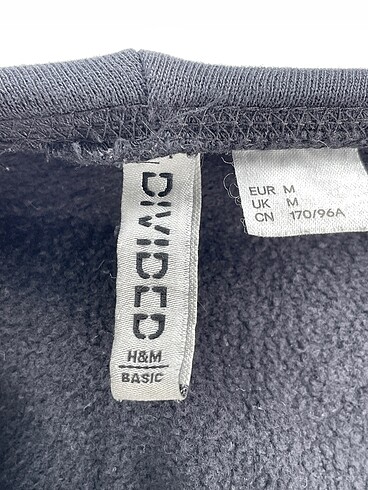 DIVIDED
H&M
BASIC
EUR M
UK M
CN 170/96A